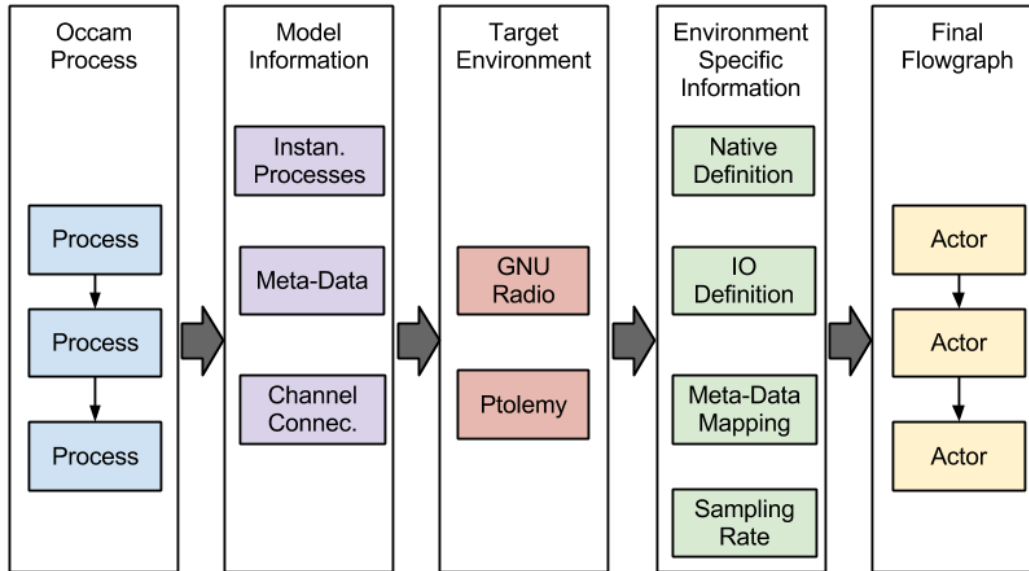 Occam
Process
Process
Process
Process
Model
Information
Instan.
Processes
Meta-Data
Channel
Connec.
Target
Environment
GNU
Radio
Ptolemy
Environment
Specific
Information
Native
Definition
IO
Definition
Meta-Data
Mapping
Sampling
Rate
Final
Flowgraph
Actor
Actor
Actor